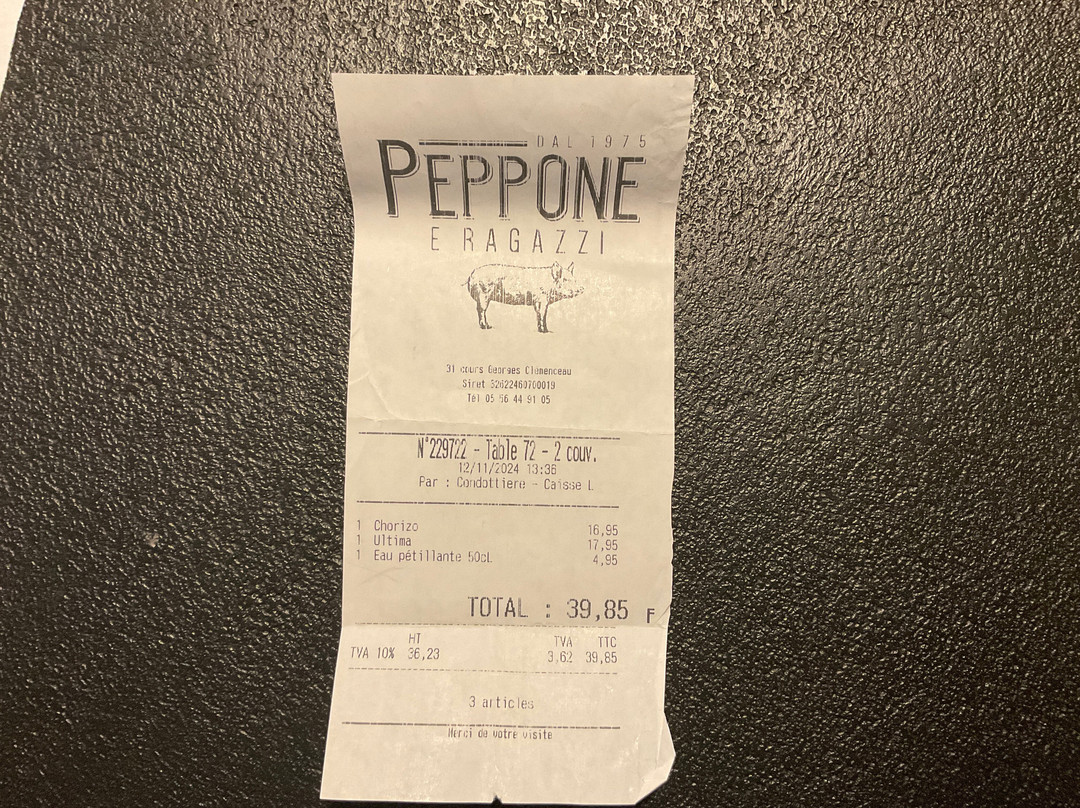 DAL 1975
PEPPONE
E RAGAZZI
31 cours Georges Clémenceau
Siret 32622460700019
Tél 05 56 44 91 05
N°229722 - Table 72 - 2 couv.
12/11/2024 13:36
Par : Condottiere - Caisse L
1 Chorizo 16,95
1 Ultima 17,95
1 Eau pétillante 50cL 4,95
TOTAL : 39,85 F
HT TVA TTC
TVA 10% 36,23 3,62 39,85
3 articles
Merci de votre visite